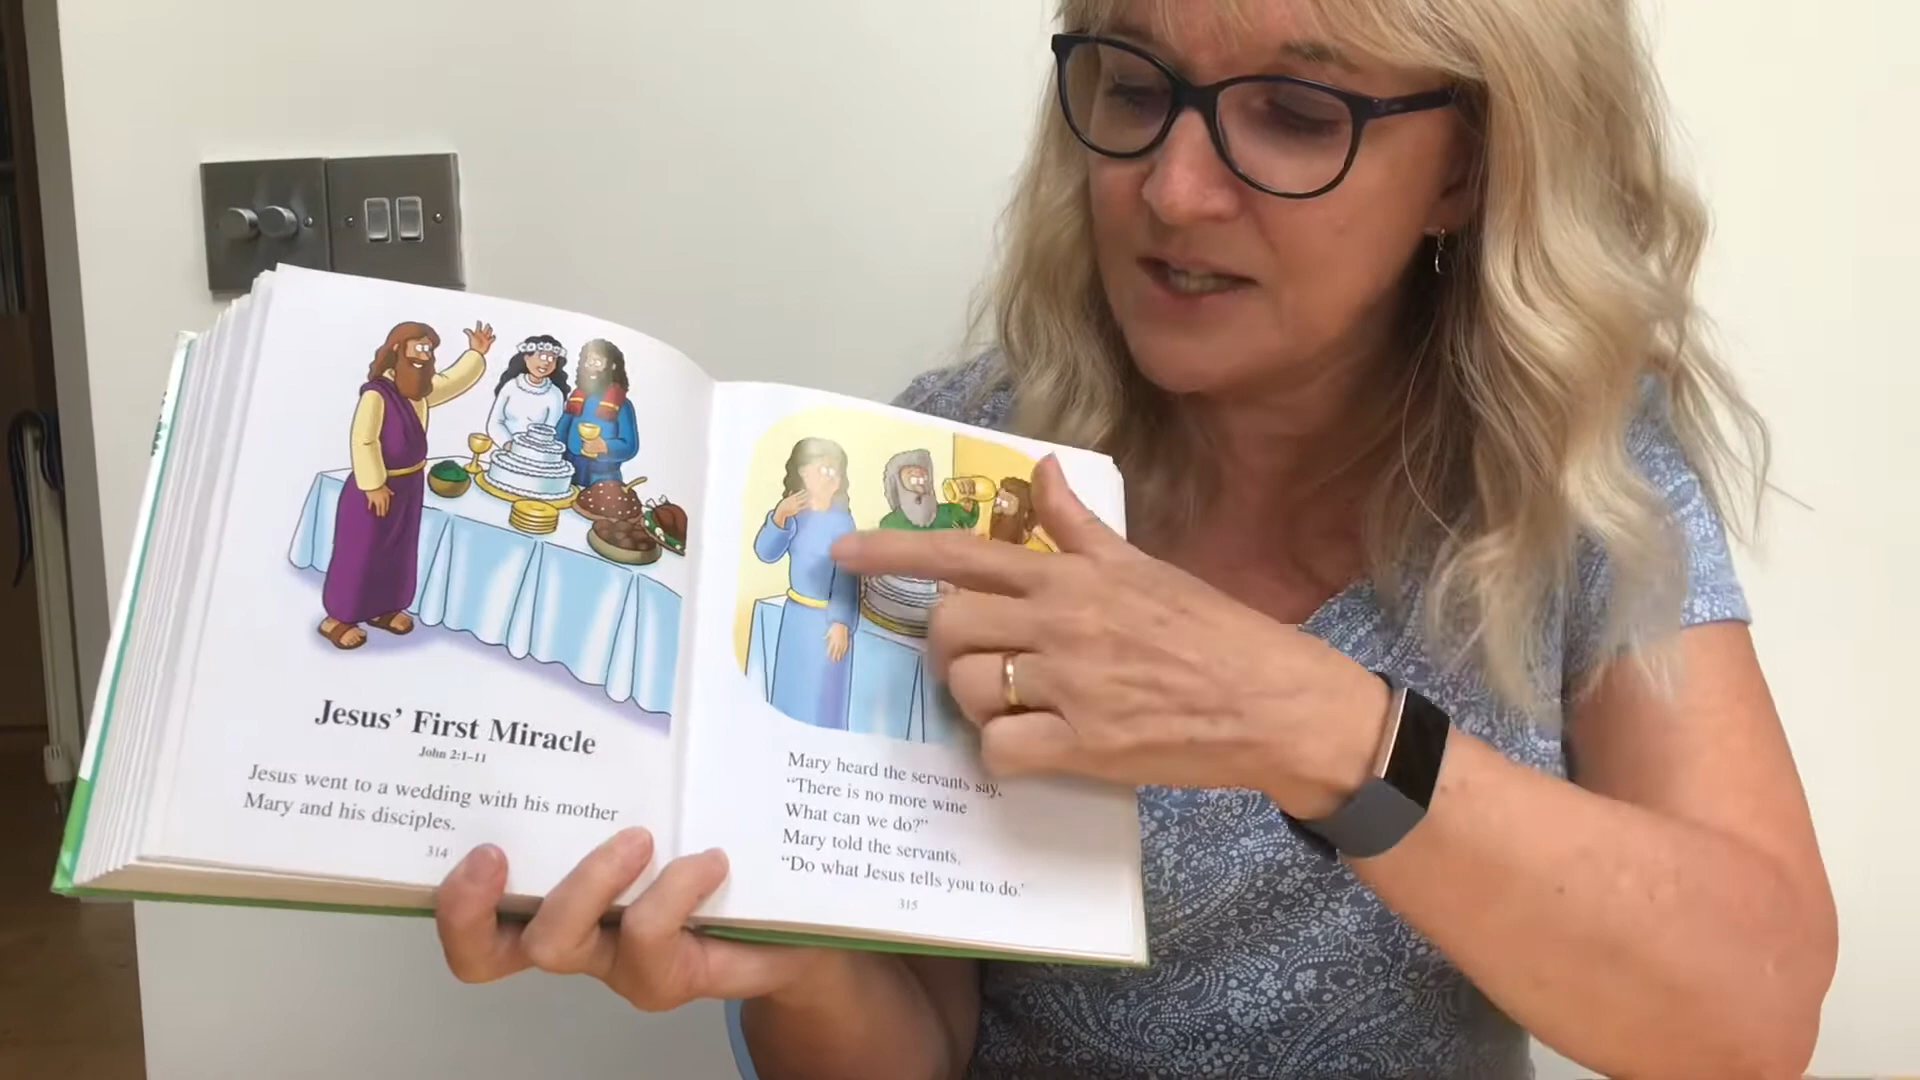 Jesus' First Miracle
John 2:1–11
Jesus went to a wedding with his mother
Mary and his disciples.
314
Mary heard the servants say,
“There is no more wine
What can we do?”
Mary told the servants,
“Do what Jesus tells you to do.'
315